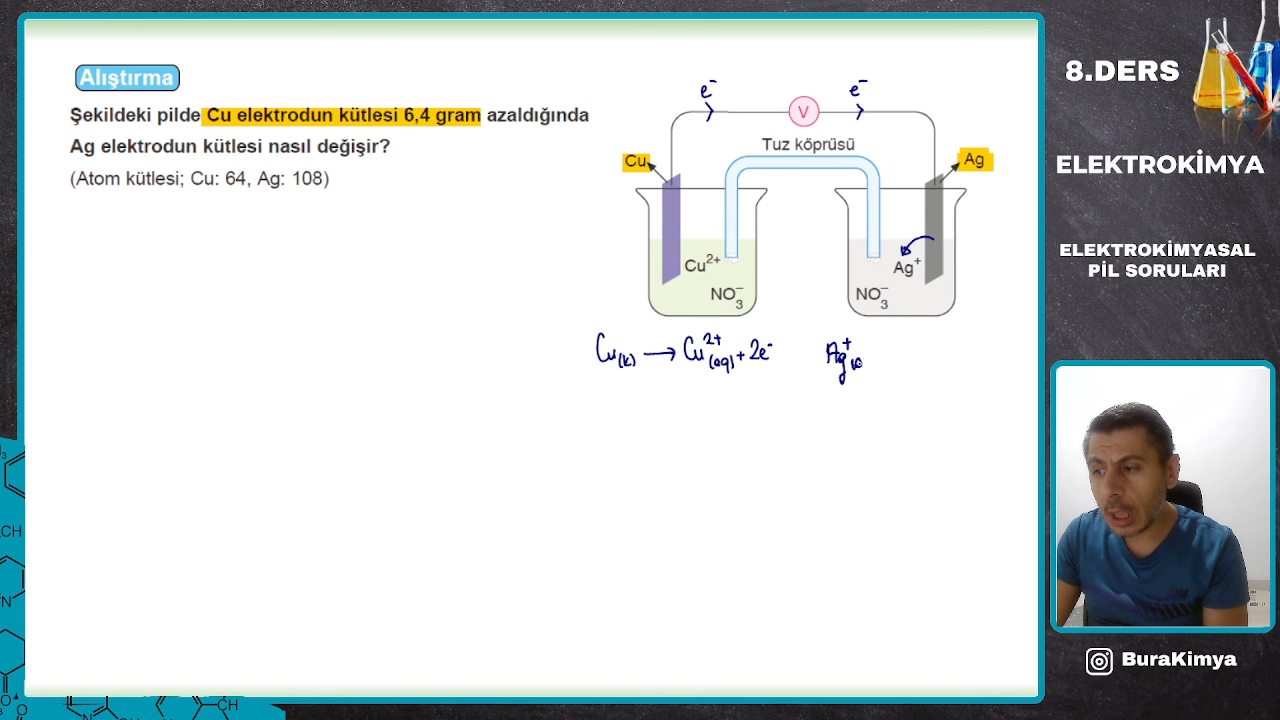 Alıştırma
Şekildeki pilde Cu elektrodun kütlesi 6,4 gram azaldığında
Ag elektrodun kütlesi nasıl değişir?
(Atom kütlesi; Cu: 64, Ag: 108)
e⁻
e⁻
V
Tuz köprüsü
Cu
Ag
Cu²⁺
NO₃⁻
Ag⁺
NO₃⁻
Cu(k) → Cu²⁺(aq) + 2e⁻
Ag⁺
8.DERS
ELEKTROKİMYA
ELEKTROKİMYASAL
PİL SORULARI
BuraKimya
CH
N
O
CH